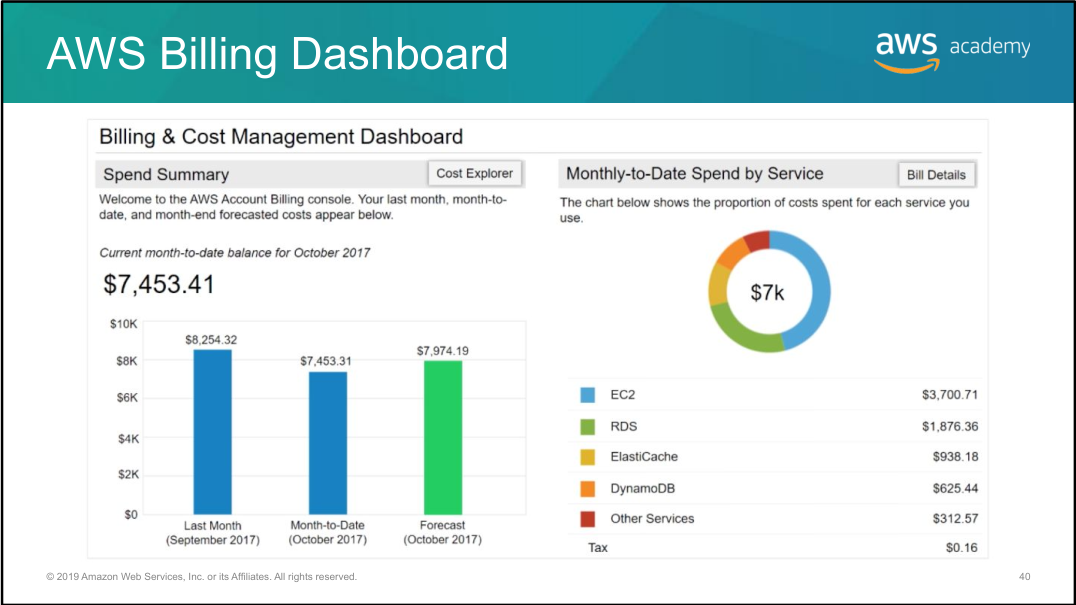 AWS Billing Dashboard
aws academy
Billing & Cost Management Dashboard
Spend Summary
Cost Explorer
Welcome to the AWS Account Billing console. Your last month, month-to-
date, and month-end forecasted costs appear below.
Current month-to-date balance for October 2017
$7,453.41
$10K
$8K
$6K
$4K
$2K
$0
$8,254.32
$7,453.31
$7,974.19
Last Month
(September 2017)
Month-to-Date
(October 2017)
Forecast
(October 2017)
Monthly-to-Date Spend by Service
Bill Details
The chart below shows the proportion of costs spent for each service you
use.
$7k
EC2 $3,700.71
RDS $1,876.36
ElastiCache $938.18
DynamoDB $625.44
Other Services $312.57
Tax $0.16
© 2019 Amazon Web Services, Inc. or its Affiliates. All rights reserved.
40